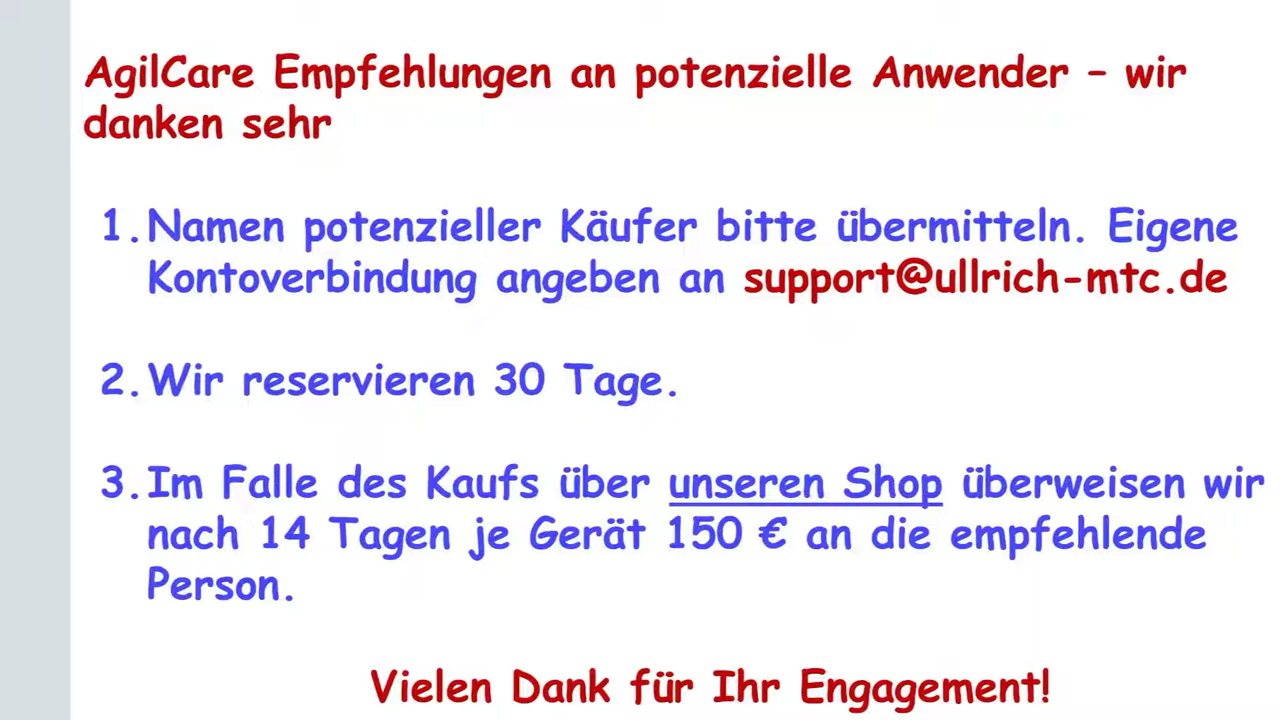 AgilCare Empfehlungen an potenzielle Anwender – wir
danken sehr
1. Namen potenzieller Käufer bitte übermitteln. Eigene
Kontoverbindung angeben an support@ullrich-mtc.de
2. Wir reservieren 30 Tage.
3. Im Falle des Kaufs über unseren Shop überweisen wir
nach 14 Tagen je Gerät 150 € an die empfehlende
Person.
Vielen Dank für Ihr Engagement!